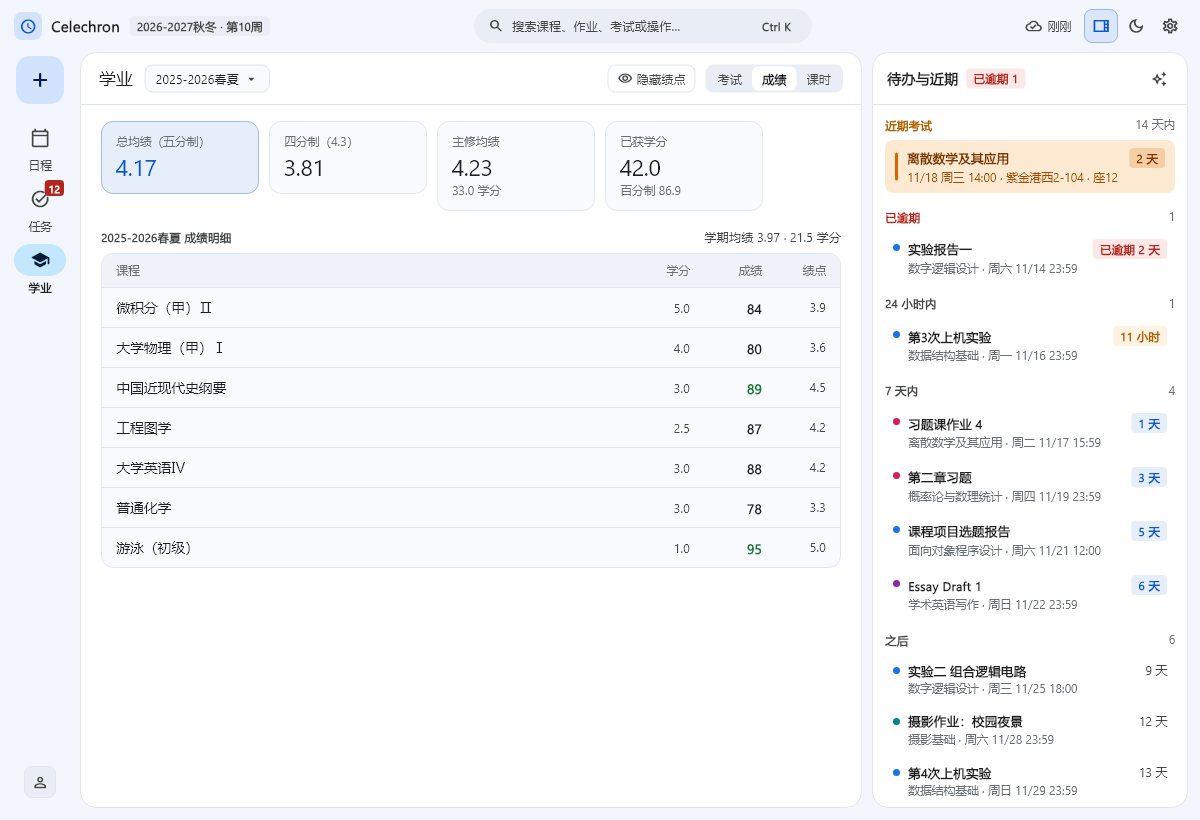 Celechron
2026-2027秋冬 · 第10周
搜索课程、作业、考试或操作... Ctrl K
刚刚
日程
12
任务
学业
学业
2025-2026春夏
隐藏绩点
考试 成绩 课时
总均绩（五分制）
4.17
四分制（4.3）
3.81
主修均绩
4.23
33.0 学分
已获学分
42.0
百分制 86.9
2025-2026春夏 成绩明细
学期均绩 3.97 · 21.5 学分
课程 学分 成绩 绩点
微积分（甲）Ⅱ 5.0 84 3.9
大学物理（甲）Ⅰ 4.0 80 3.6
中国近现代史纲要 3.0 89 4.5
工程图学 2.5 87 4.2
大学英语Ⅳ 3.0 88 4.2
普通化学 3.0 78 3.3
游泳（初级） 1.0 95 5.0
待办与近期 已逾期 1
近期考试 14 天内
离散数学及其应用 2 天
11/18 周三 14:00 · 紫金港西2-104 · 座12
已逾期 1
实验报告一 已逾期 2 天
数字逻辑设计 · 周六 11/14 23:59
24 小时内 1
第3次上机实验 11 小时
数据结构基础 · 周一 11/16 23:59
7 天内 4
习题课作业 4 1 天
离散数学及其应用 · 周二 11/17 15:59
第二章习题 3 天
概率论与数理统计 · 周四 11/19 23:59
课程项目选题报告 5 天
面向对象程序设计 · 周六 11/21 12:00
Essay Draft 1 6 天
学术英语写作 · 周日 11/22 23:59
之后 6
实验二 组合逻辑电路 9 天
数字逻辑设计 · 周三 11/25 18:00
摄影作业：校园夜景 12 天
摄影基础 · 周六 11/28 23:59
第4次上机实验 13 天
数据结构基础 · 周日 11/29 23:59